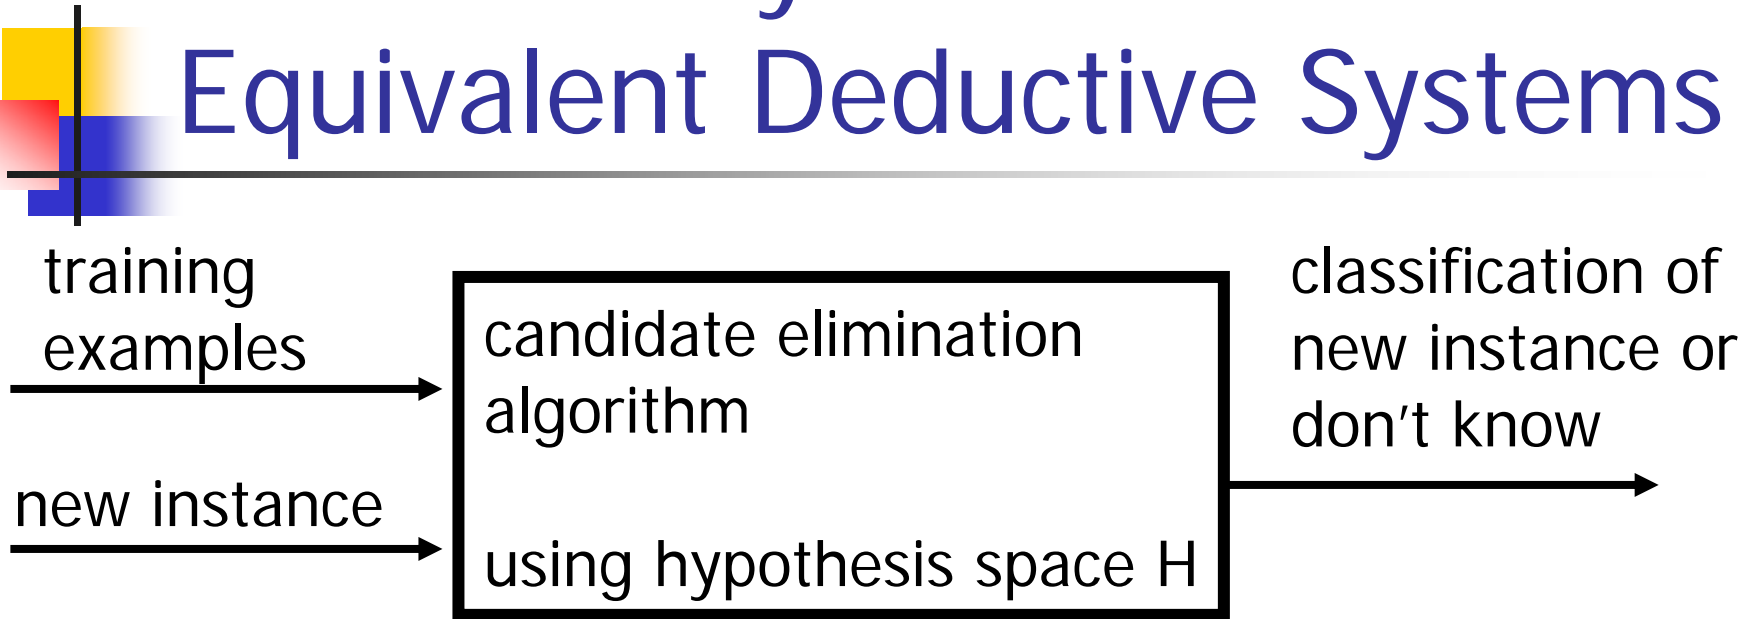 Equivalent Deductive Systems
training
examples
new instance
candidate elimination
algorithm
using hypothesis space H
classification of
new instance or
don't know